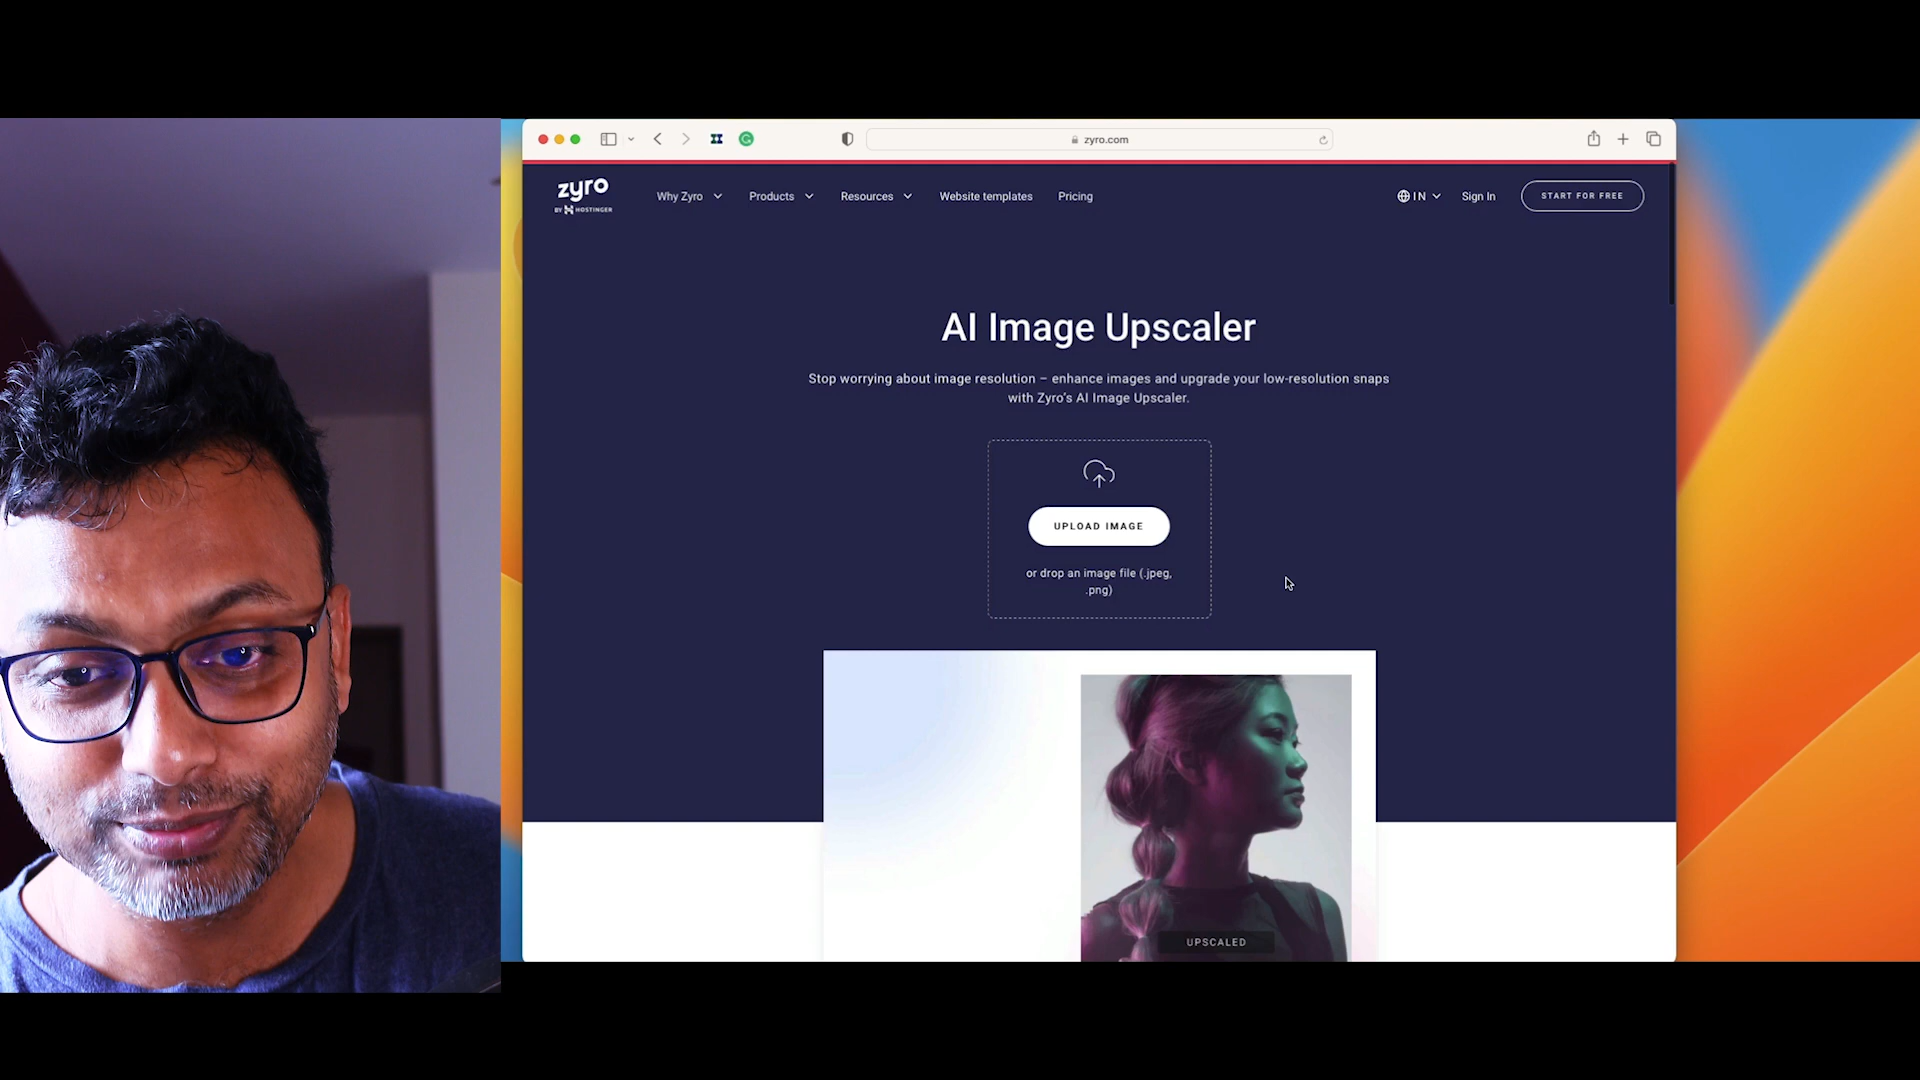 zyro.com
zyro
BY HOSTINGER
Why Zyro
Products
Resources
Website templates
Pricing
IN
Sign In
START FOR FREE
AI Image Upscaler
Stop worrying about image resolution – enhance images and upgrade your low-resolution snaps
with Zyro's AI Image Upscaler.
UPLOAD IMAGE
or drop an image file (.jpeg,
.png)
UPSCALED